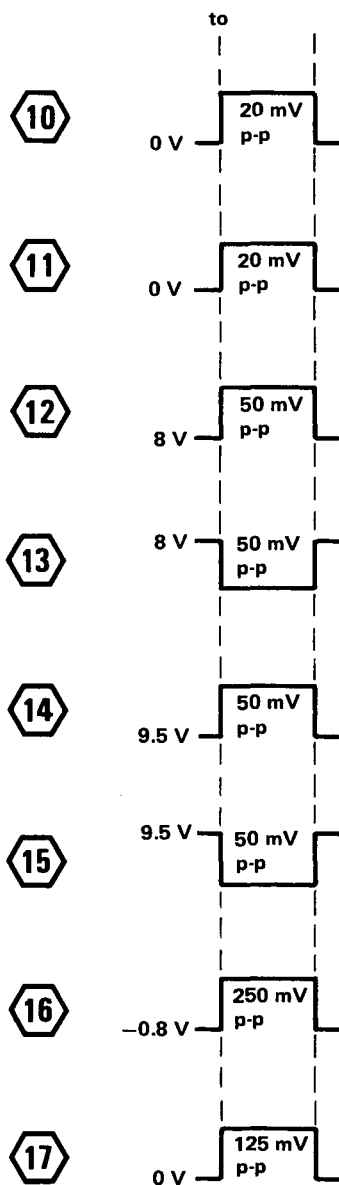 to
10
20 mV
p-p
0 V
11
20 mV
p-p
0 V
12
50 mV
p-p
8 V
13
8 V
50 mV
p-p
14
50 mV
p-p
9.5 V
15
9.5 V
50 mV
p-p
16
250 mV
p-p
−0.8 V
17
125 mV
p-p
0 V